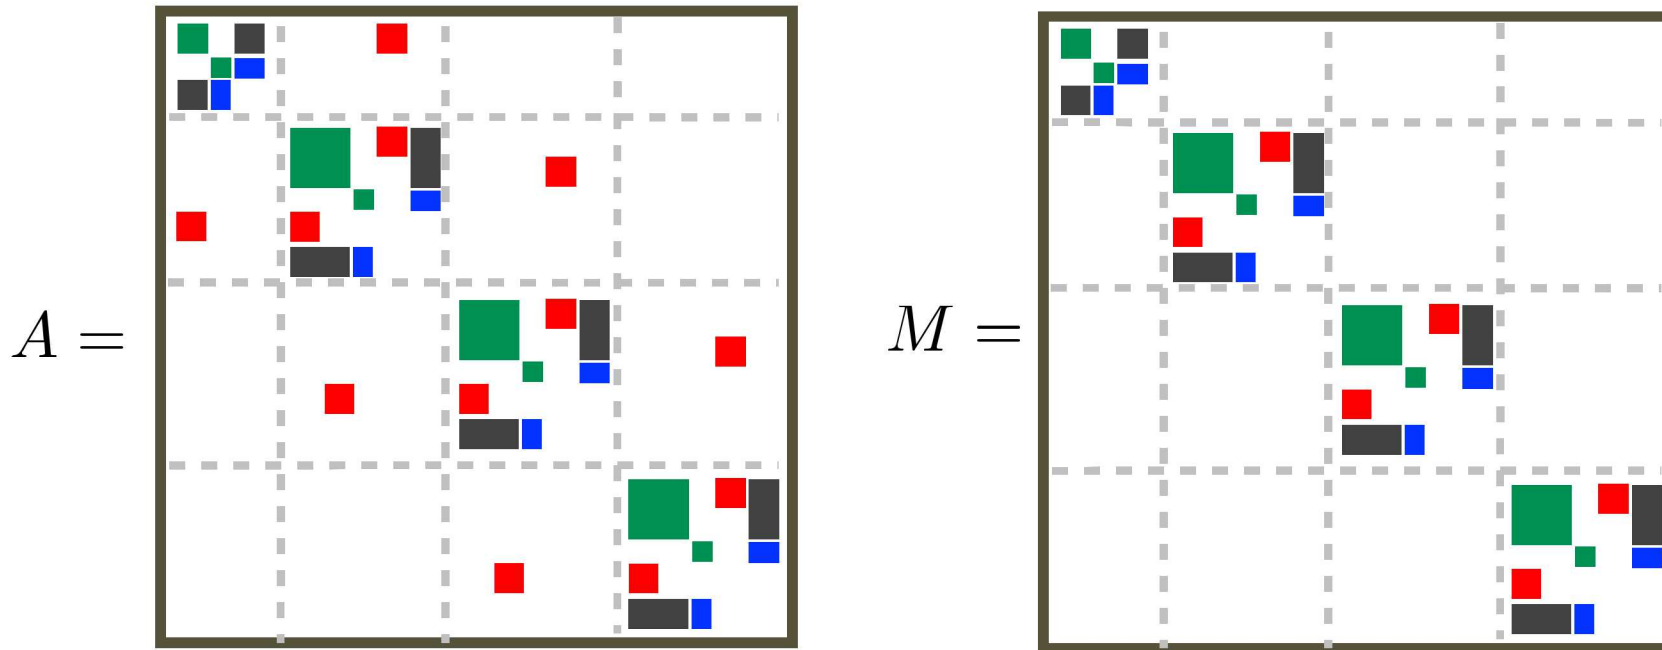 A =
M =